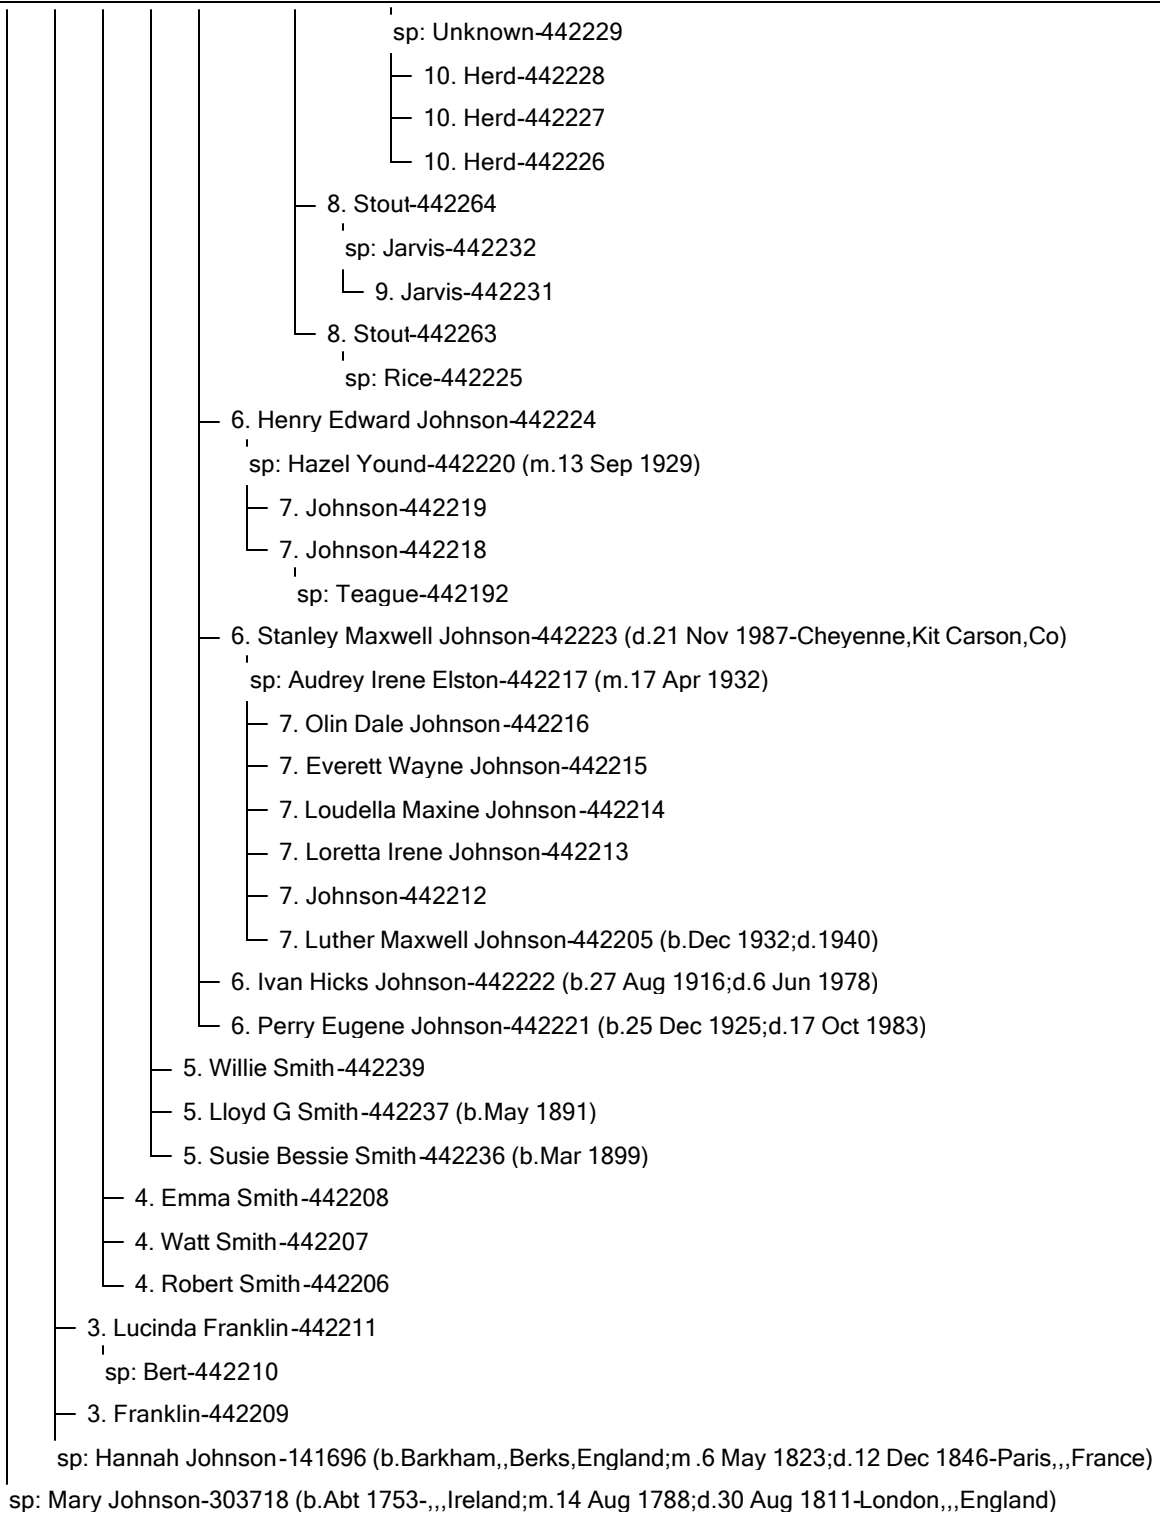 sp: Unknown-442229
10. Herd-442228
10. Herd-442227
10. Herd-442226
8. Stout-442264
sp: Jarvis-442232
9. Jarvis-442231
8. Stout-442263
sp: Rice-442225
6. Henry Edward Johnson-442224
sp: Hazel Yound-442220 (m.13 Sep 1929)
7. Johnson-442219
7. Johnson-442218
sp: Teague-442192
6. Stanley Maxwell Johnson-442223 (d.21 Nov 1987-Cheyenne,Kit Carson,Co)
sp: Audrey Irene Elston-442217 (m.17 Apr 1932)
7. Olin Dale Johnson-442216
7. Everett Wayne Johnson-442215
7. Loudella Maxine Johnson-442214
7. Loretta Irene Johnson-442213
7. Johnson-442212
7. Luther Maxwell Johnson-442205 (b.Dec 1932;d.1940)
6. Ivan Hicks Johnson-442222 (b.27 Aug 1916;d.6 Jun 1978)
6. Perry Eugene Johnson-442221 (b.25 Dec 1925;d.17 Oct 1983)
5. Willie Smith-442239
5. Lloyd G Smith-442237 (b.May 1891)
5. Susie Bessie Smith-442236 (b.Mar 1899)
4. Emma Smith-442208
4. Watt Smith-442207
4. Robert Smith-442206
3. Lucinda Franklin-442211
sp: Bert-442210
3. Franklin-442209
sp: Hannah Johnson-141696 (b.Barkham,,Berks,England;m.6 May 1823;d.12 Dec 1846-Paris,,,France)
sp: Mary Johnson-303718 (b.Abt 1753-,,,Ireland;m.14 Aug 1788;d.30 Aug 1811-London,,,England)